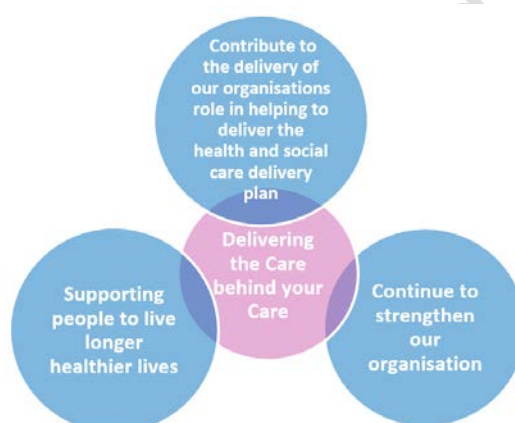 Contribute to
the delivery of
our organisations
role in helping to
deliver the
health and social
care delivery
plan
Delivering
the Care
behind your
Care
Supporting
people to live
longer
healthier lives
Continue to
strengthen
our
organisation